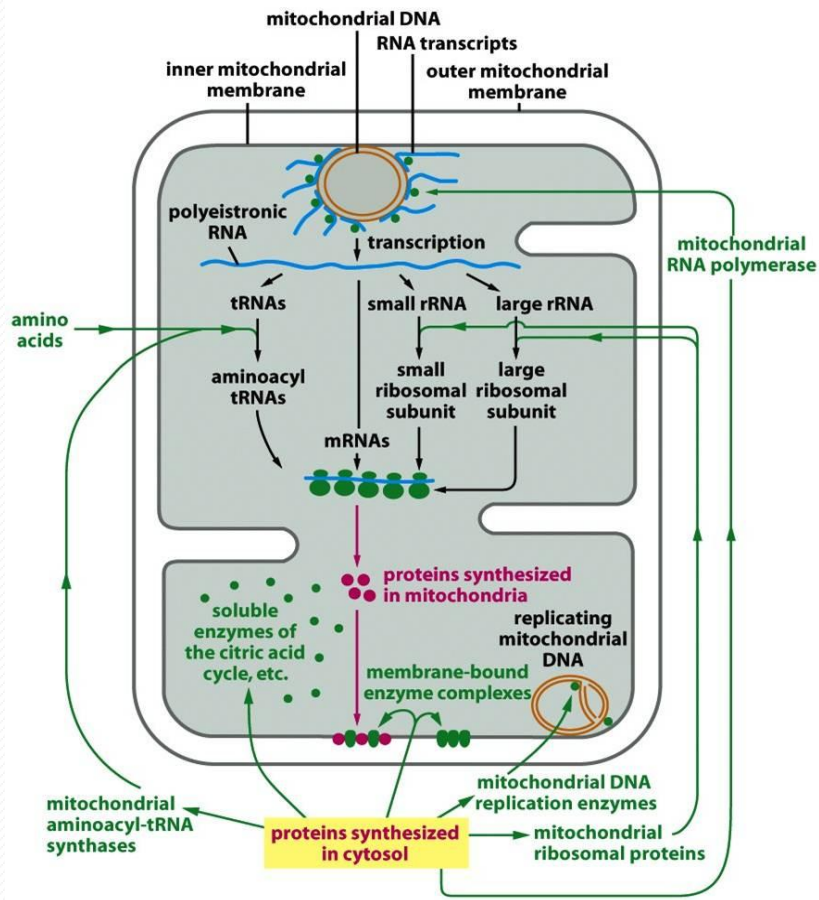 mitochondrial DNA
RNA transcripts
inner mitochondrial
membrane
outer mitochondrial
membrane
polyeistronic
RNA
transcription
mitochondrial
RNA polymerase
tRNAs
small rRNA
large rRNA
amino
acids
aminoacyl
tRNAs
small
ribosomal
subunit
large
ribosomal
subunit
mRNAs
proteins synthesized
in mitochondria
soluble
enzymes of
the citric acid
cycle, etc.
replicating
mitochondrial
DNA
membrane-bound
enzyme complexes
mitochondrial
aminoacyl-tRNA
synthases
mitochondrial DNA
replication enzymes
proteins synthesized
in cytosol
mitochondrial
ribosomal proteins